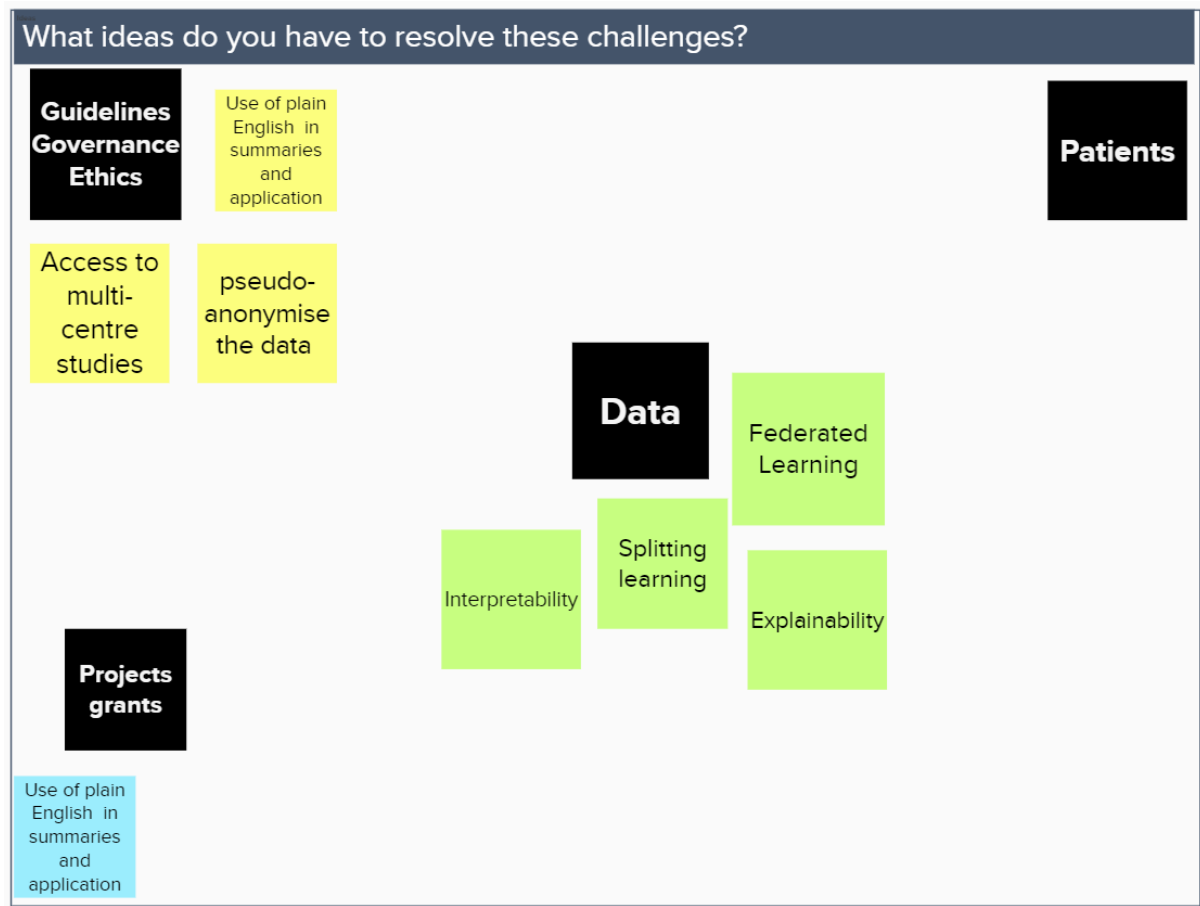 What ideas do you have to resolve these challenges?
Guidelines
Governance
Ethics
Use of plain
English in
summaries
and
application
Patients
Access to
multi-
centre
studies
pseudo-
anonymise
the data
Data
Federated
Learning
Splitting
learning
Interpretability
Explainability
Projects
grants
Use of plain
English in
summaries
and
application